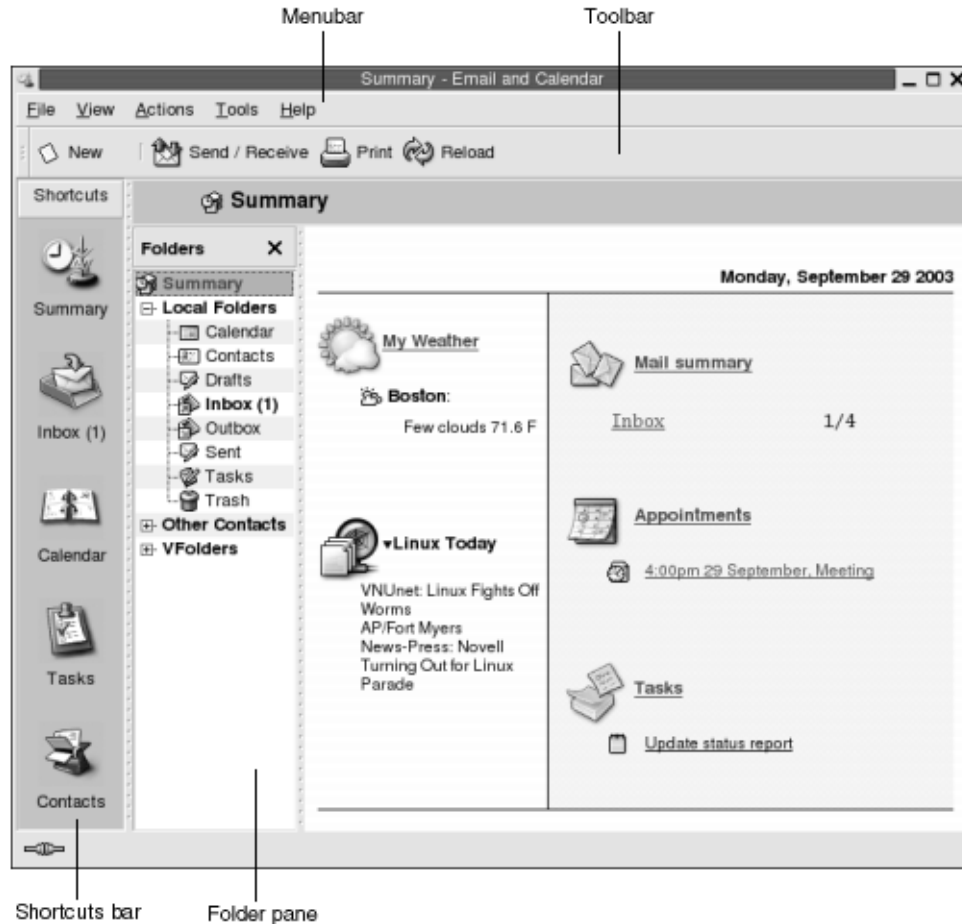 Menubar
Toolbar
Summary - Email and Calendar
File View Actions Tools Help
New Send / Receive Print Reload
Shortcuts
Summary
Inbox (1)
Calendar
Tasks
Contacts
Summary
Folders
Summary
Local Folders
Calendar
Contacts
Drafts
Inbox (1)
Outbox
Sent
Tasks
Trash
Other Contacts
VFolders
Monday, September 29 2003
My Weather
Boston:
Few clouds 71.6 F
Linux Today
VNUnet: Linux Fights Off
Worms
AP/Fort Myers
News-Press: Novell
Turning Out for Linux
Parade
Mail summary
Inbox 1/4
Appointments
4:00pm 29 September, Meeting
Tasks
Update status report
Shortcuts bar
Folder pane